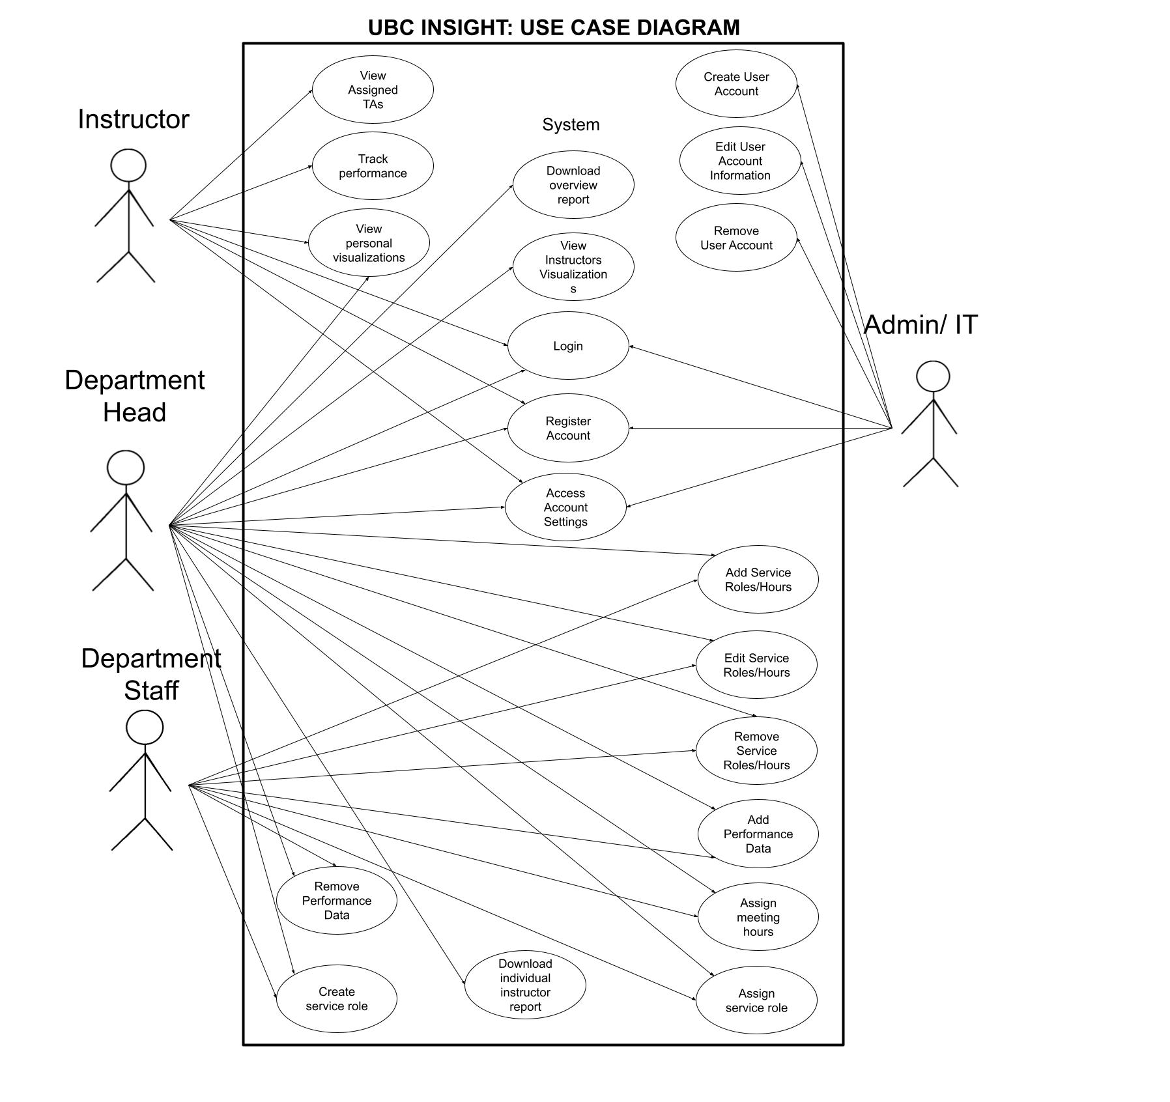 UBC INSIGHT: USE CASE DIAGRAM
View
Assigned
TAs
Create User
Account
Instructor
System
Track
performance
Edit User
Account
Information
Download
overview
report
View
personal
visualizations
Remove
User Account
View
Instructors
Visualization
s
Admin/ IT
Login
Department
Head
Register
Account
Access
Account
Settings
Add Service
Roles/Hours
Department
Staff
Edit Service
Roles/Hours
Remove
Service
Roles/Hours
Add
Performance
Data
Remove
Performance
Data
Assign
meeting
hours
Create
service role
Download
individual
instructor
report
Assign
service role